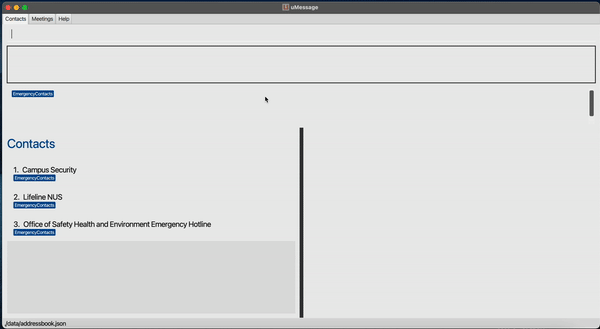 uMessage
Contacts Meetings Help
EmergencyContacts
Contacts
1. Campus Security
EmergencyContacts
2. Lifeline NUS
EmergencyContacts
3. Office of Safety Health and Environment Emergency Hotline
EmergencyContacts
/data/addressbook.json